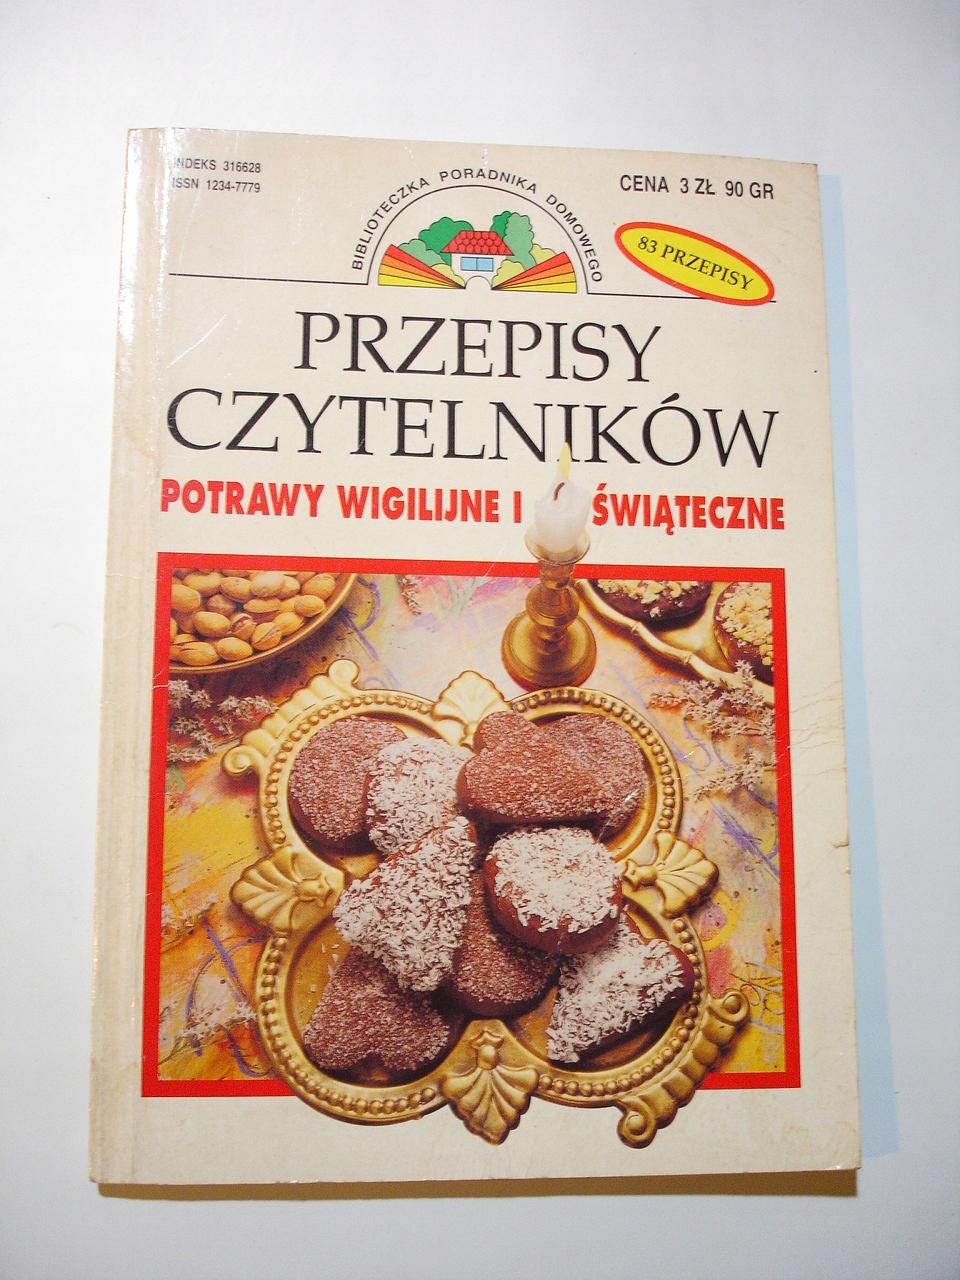 INDEKS 316628
ISSN 1234-7779
BIBLIOTECZKA PORADNIKA DOMOWEGO
CENA 3 ZŁ 90 GR
83 PRZEPISY
PRZEPISY
CZYTELNIKÓW
POTRAWY WIGILIJNE I ŚWIĄTECZNE